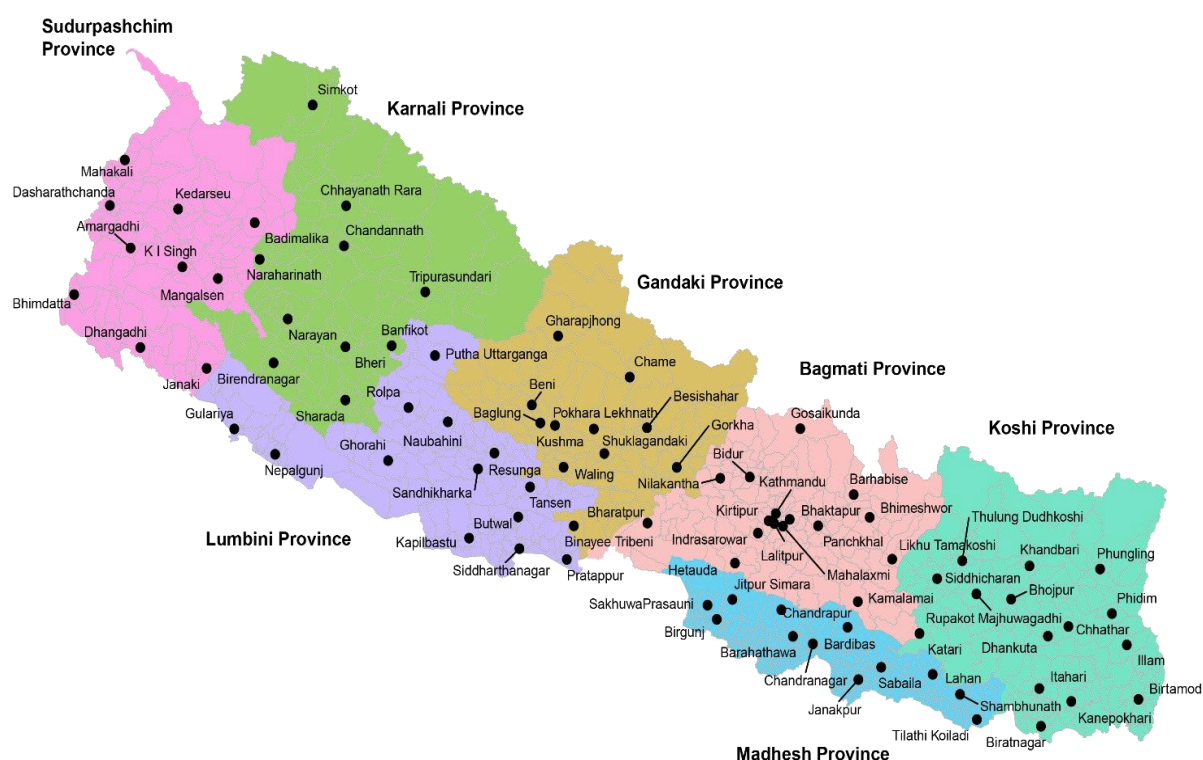 Sudurpashchim
Province
Simkot
Karnali Province
Mahakali
Dasharathchanda
Kedarseu
Chhayanath Rara
Amargadhi
Badimalika
Chandannath
K I Singh
Naraharinath
Tripurasundari
Gandaki Province
Mangalsen
Bhimdatta
Dhangadhi
Narayan
Banfikot
Gharapjhong
Bheri
Putha Uttarganga
Chame
Bagmati Province
Janaki
Birendranagar
Rolpa
Beni
Besishahar
Gulariya
Sharada
Baglung
Pokhara Lekhnath
Gosaikunda
Koshi Province
Ghorahi
Naubahini
Kushma
Shuklagandaki
Gorkha
Nepalgunj
Resunga
Waling
Bidur
Nilakantha
Kathmandu
Barhabise
Sandhikharka
Tansen
Kirtipur
Bhaktapur
Bhimeshwor
Butwal
Bharatpur
Thulung Dudhkoshi
Lumbini Province
Kapilbastu
Binayee Tribeni
Indrasarowar
Panchkhal
Lalitpur
Likhu Tamakoshi
Khandbari
Phungling
Siddharthanagar
Pratappur
Hetauda
Mahalaxmi
Siddhicharan
Jitpur Simara
Bhojpur
SakhuwaPrasauni
Chandrapur
Kamalamai
Rupakot Majhuwagadhi
Phidim
Birgunj
Chhathar
Barahathawa
Bardibas
Katari
Dhankuta
Illam
Chandranagar
Sabaila
Lahan
Itahari
Birtamod
Janakpur
Shambhunath
Kanepokhari
Tilathi Koiladi
Biratnagar
Madhesh Province